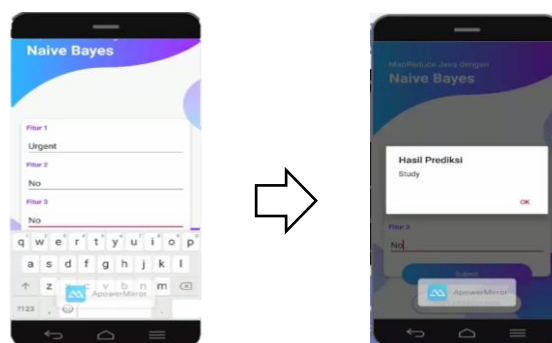 Naive Bayes
Fitur 1
Urgent
Fitur 2
No
Fitur 3
No
q w e r t y u i o p
a s d f g h j k l
z x c v b n m
ApowerMirror
?123 , .
MapReduce Java dengan
Naive Bayes
Hasil Prediksi
Study
OK
Fitur 3
No
Submit
ApowerMirror